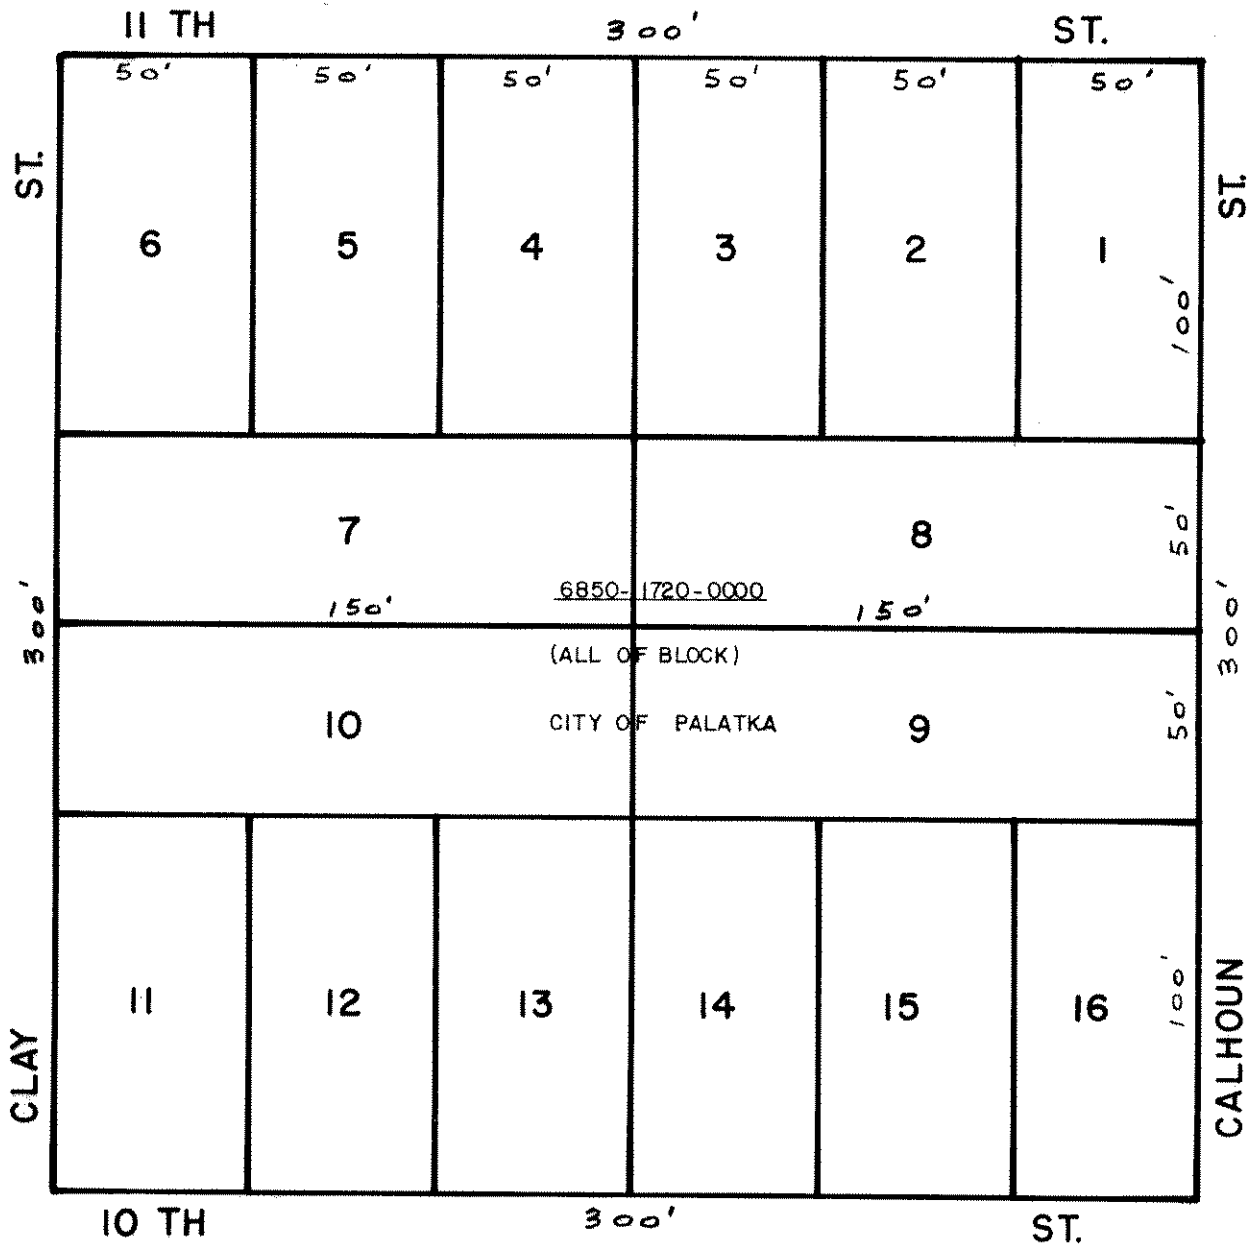 11 TH 300' ST.
50' 50' 50' 50' 50' 50'
ST.
ST.
6 5 4 3 2 1
100'
7 8
50'
6850-1720-0000
150' 150'
300'
300'
(ALL OF BLOCK)
10 CITY OF PALATKA 9
50'
11 12 13 14 15 16
100'
CLAY
CALHOUN
10 TH 300' ST.